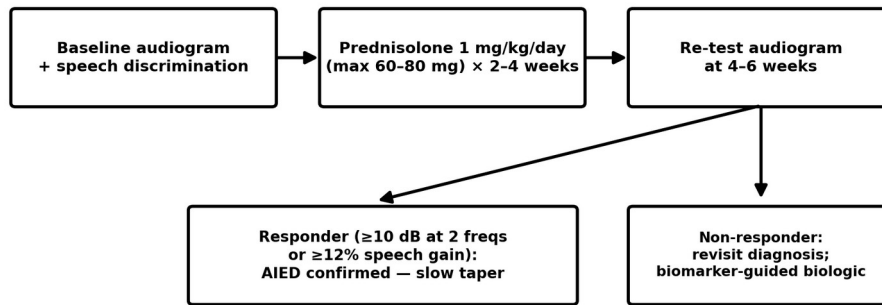 Baseline audiogram
+ speech discrimination
Prednisolone 1 mg/kg/day
(max 60–80 mg) × 2–4 weeks
Re-test audiogram
at 4–6 weeks
Responder (≥10 dB at 2 freqs
or ≥12% speech gain):
AIED confirmed — slow taper
Non-responder:
revisit diagnosis;
biomarker-guided biologic